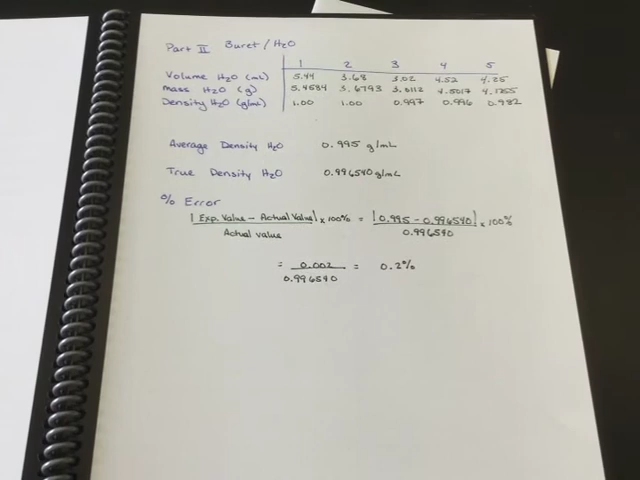 Part II Buret / H2O
1 2 3 4 5
Volume H2O (mL) 5.44 3.68 3.02 4.52 4.25
mass H2O (g) 5.4584 3.6793 3.0112 4.5017 4.1755
Density H2O (g/mL) 1.00 1.00 0.997 0.996 0.982
Average Density H2O 0.995 g/mL
True Density H2O 0.996540 g/mL
% Error
| Exp. Value - Actual Value | x 100% = | 0.995 - 0.996540 | x 100%
Actual value 0.996540
= 0.002 = 0.2%
0.996540